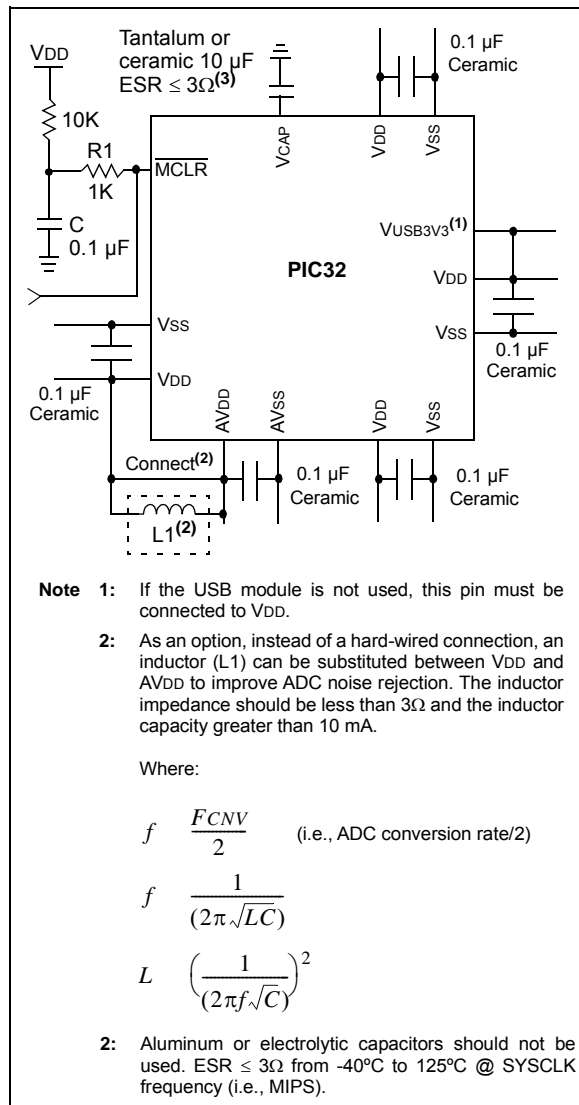 VDD
Tantalum or
ceramic 10 µF
ESR ≤ 3Ω(3)
0.1 µF
Ceramic
10K
R1
1K
MCLR
C
0.1 µF
VCAP
VDD
VSS
VUSB3V3(1)
VDD
VSS
PIC32
0.1 µF
Ceramic
VSS
VDD
0.1 µF
Ceramic
AVDD
AVSS
VDD
VSS
Connect(2)
L1(2)
0.1 µF
Ceramic
0.1 µF
Ceramic
Note 1: If the USB module is not used, this pin must be
connected to VDD.
2: As an option, instead of a hard-wired connection, an
inductor (L1) can be substituted between VDD and
AVDD to improve ADC noise rejection. The inductor
impedance should be less than 3Ω and the inductor
capacity greater than 10 mA.
Where:
f FCNV/2 (i.e., ADC conversion rate/2)
f 1/(2π√LC)
L (1/(2πf√C))²
2: Aluminum or electrolytic capacitors should not be
used. ESR ≤ 3Ω from -40ºC to 125ºC @ SYSCLK
frequency (i.e., MIPS).